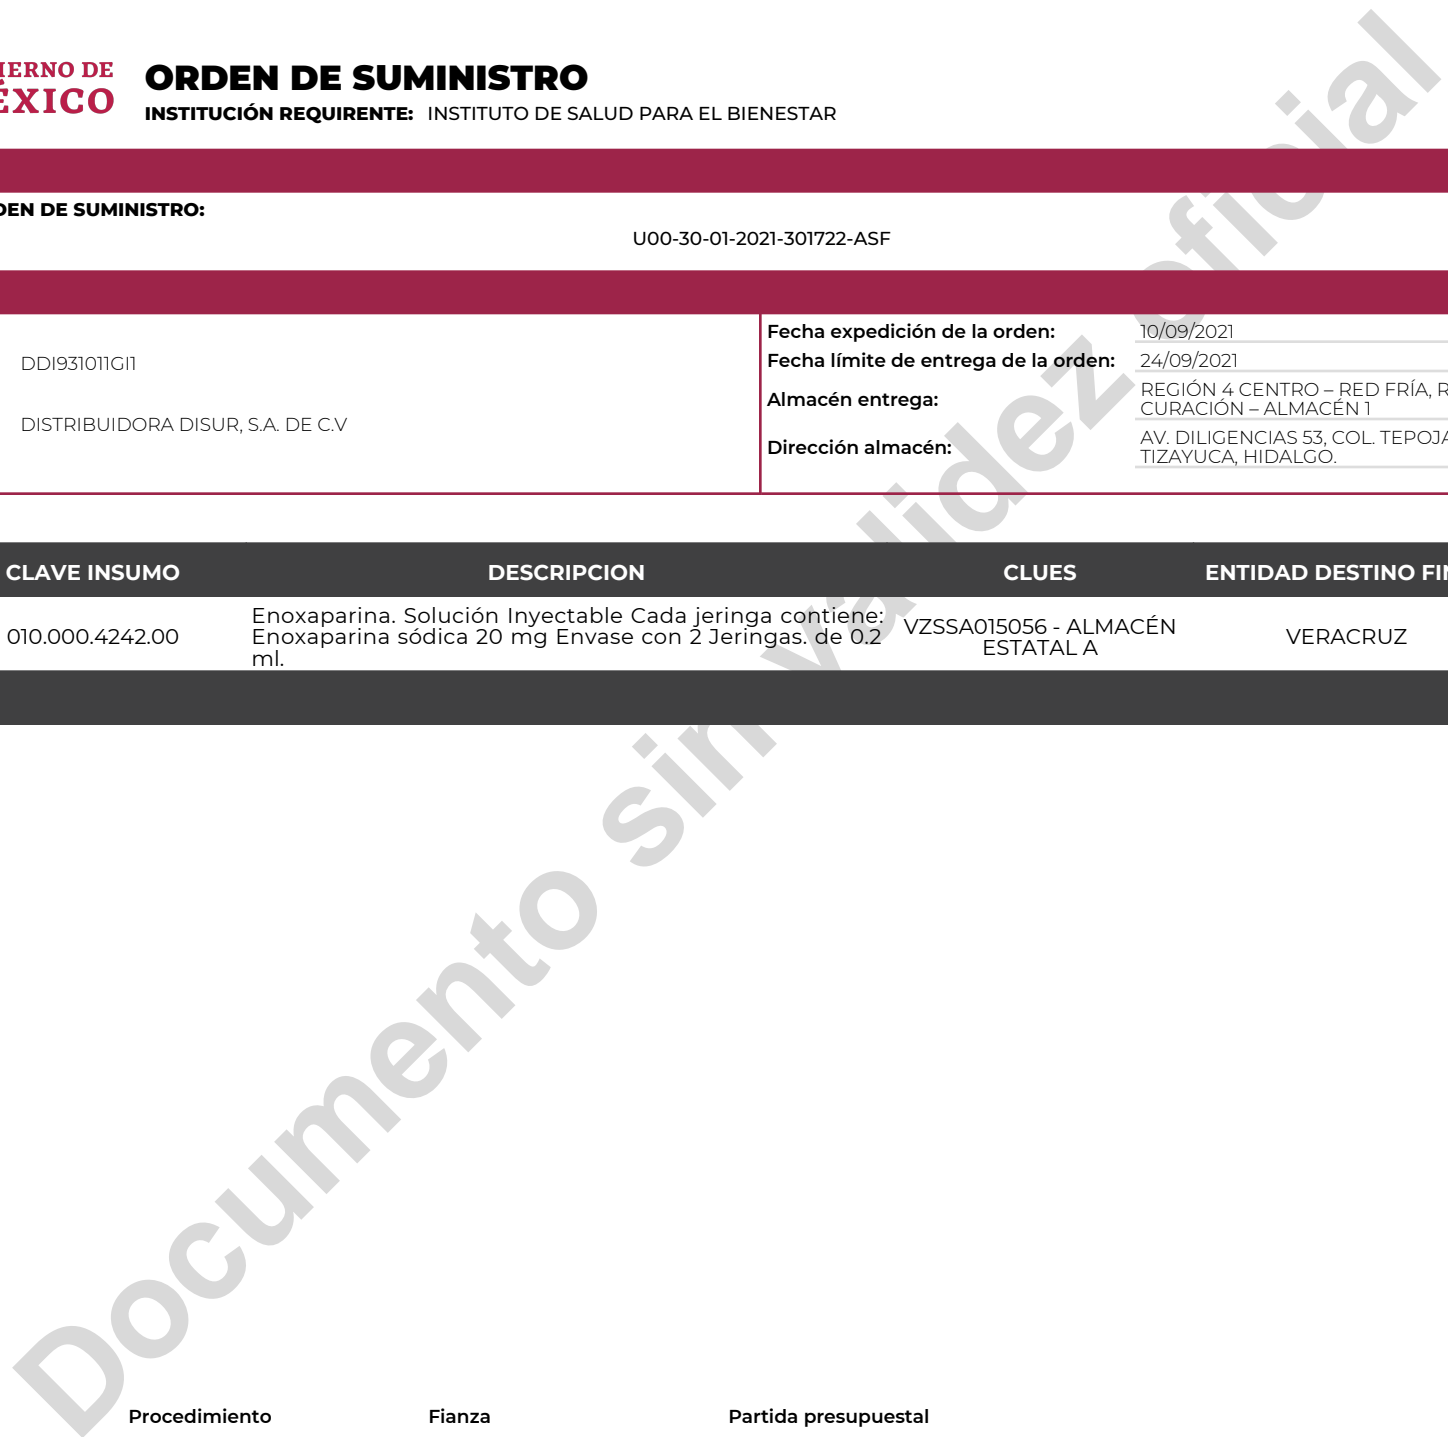 IERNO DE
ÉXICO
ORDEN DE SUMINISTRO
INSTITUCIÓN REQUIRENTE: INSTITUTO DE SALUD PARA EL BIENESTAR
DEN DE SUMINISTRO:
U00-30-01-2021-301722-ASF
DDI931011GI1
DISTRIBUIDORA DISUR, S.A. DE C.V
Fecha expedición de la orden: 10/09/2021
Fecha límite de entrega de la orden: 24/09/2021
Almacén entrega: REGIÓN 4 CENTRO – RED FRÍA, R
CURACIÓN – ALMACÉN 1
Dirección almacén: AV. DILIGENCIAS 53, COL. TEPOJA
TIZAYUCA, HIDALGO.
CLAVE INSUMO DESCRIPCION CLUES ENTIDAD DESTINO FIN
010.000.4242.00
Enoxaparina. Solución Inyectable Cada jeringa contiene:
Enoxaparina sódica 20 mg Envase con 2 Jeringas. de 0.2
ml.
VZSSA015056 - ALMACÉN
ESTATAL A
VERACRUZ
Documento sin validez oficial
Procedimiento Fianza Partida presupuestal